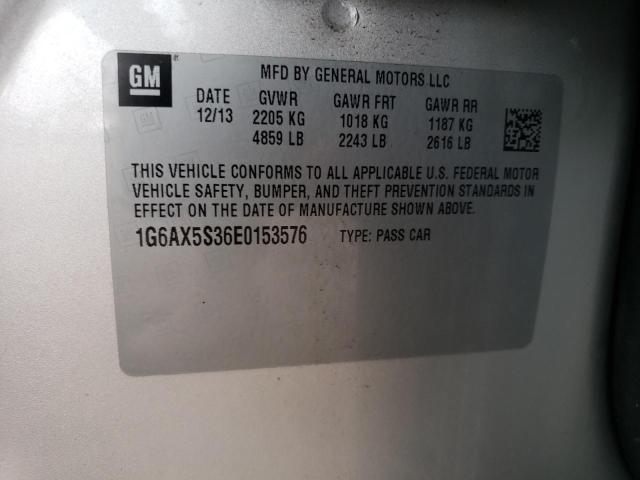 GM
MFD BY GENERAL MOTORS LLC
DATE GVWR GAWR FRT GAWR RR
12/13 2205 KG 1018 KG 1187 KG
4859 LB 2243 LB 2616 LB
THIS VEHICLE CONFORMS TO ALL APPLICABLE U.S. FEDERAL MOTOR
VEHICLE SAFETY, BUMPER, AND THEFT PREVENTION STANDARDS IN
EFFECT ON THE DATE OF MANUFACTURE SHOWN ABOVE.
1G6AX5S36E0153576 TYPE: PASS CAR